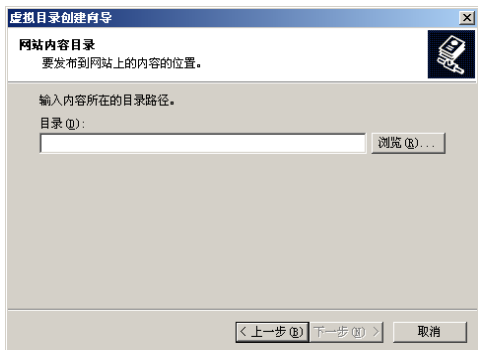 虚拟目录创建向导
网站内容目录
要发布到网站上的内容的位置。
输入内容所在的目录路径。
目录(D):
浏览(R)...
<上一步(B) 下一步(N) > 取消